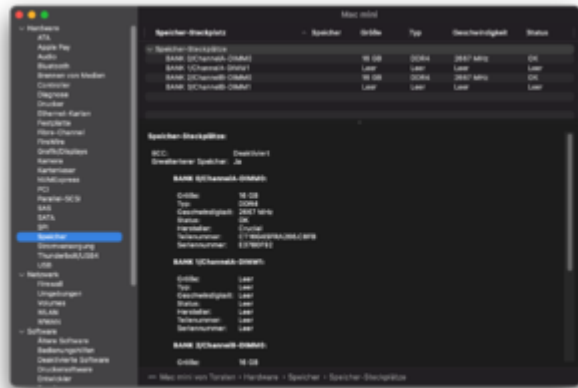 Mac mini
Hardware
ATA
Apple Pay
Audio
Bluetooth
Brennen von Medien
Controller
Diagnose
Drucker
Ethernet-Karten
Festplatte
Fibre-Channel
FireWire
Grafik/Displays
Kamera
Kartenleser
NVMExpress
PCI
Parallel-SCSI
SAS
SATA
SPI
Speicher
Stromversorgung
Thunderbolt/USB4
USB
Netzwerk
Firewall
Umgebungen
Volumes
WLAN
WWAN
Software
Ältere Software
Bedienungshilfen
Deaktivierte Software
Druckersoftware
Entwickler
Speicher-Steckplatz Speicher Größe Typ Geschwindigkeit Status
Speicher-Steckplätze
BANK 0/ChannelA-DIMM0 16 GB DDR4 2667 MHz OK
BANK 1/ChannelA-DIMM1 Leer Leer Leer Leer
BANK 2/ChannelB-DIMM0 16 GB DDR4 2667 MHz OK
BANK 3/ChannelB-DIMM1 Leer Leer Leer Leer
Speicher-Steckplätze:
ECC: Deaktiviert
Erweiterbarer Speicher: Ja
BANK 0/ChannelA-DIMM0:
Größe: 16 GB
Typ: DDR4
Geschwindigkeit: 2667 MHz
Status: OK
Hersteller: Crucial
Teilenummer:
Seriennummer:
BANK 1/ChannelA-DIMM1:
Größe: Leer
Typ: Leer
Geschwindigkeit: Leer
Status: Leer
Hersteller: Leer
Teilenummer: Leer
Seriennummer: Leer
BANK 2/ChannelB-DIMM0:
Größe: 16 GB
Mac mini von Torsten › Hardware › Speicher › Speicher-Steckplätze